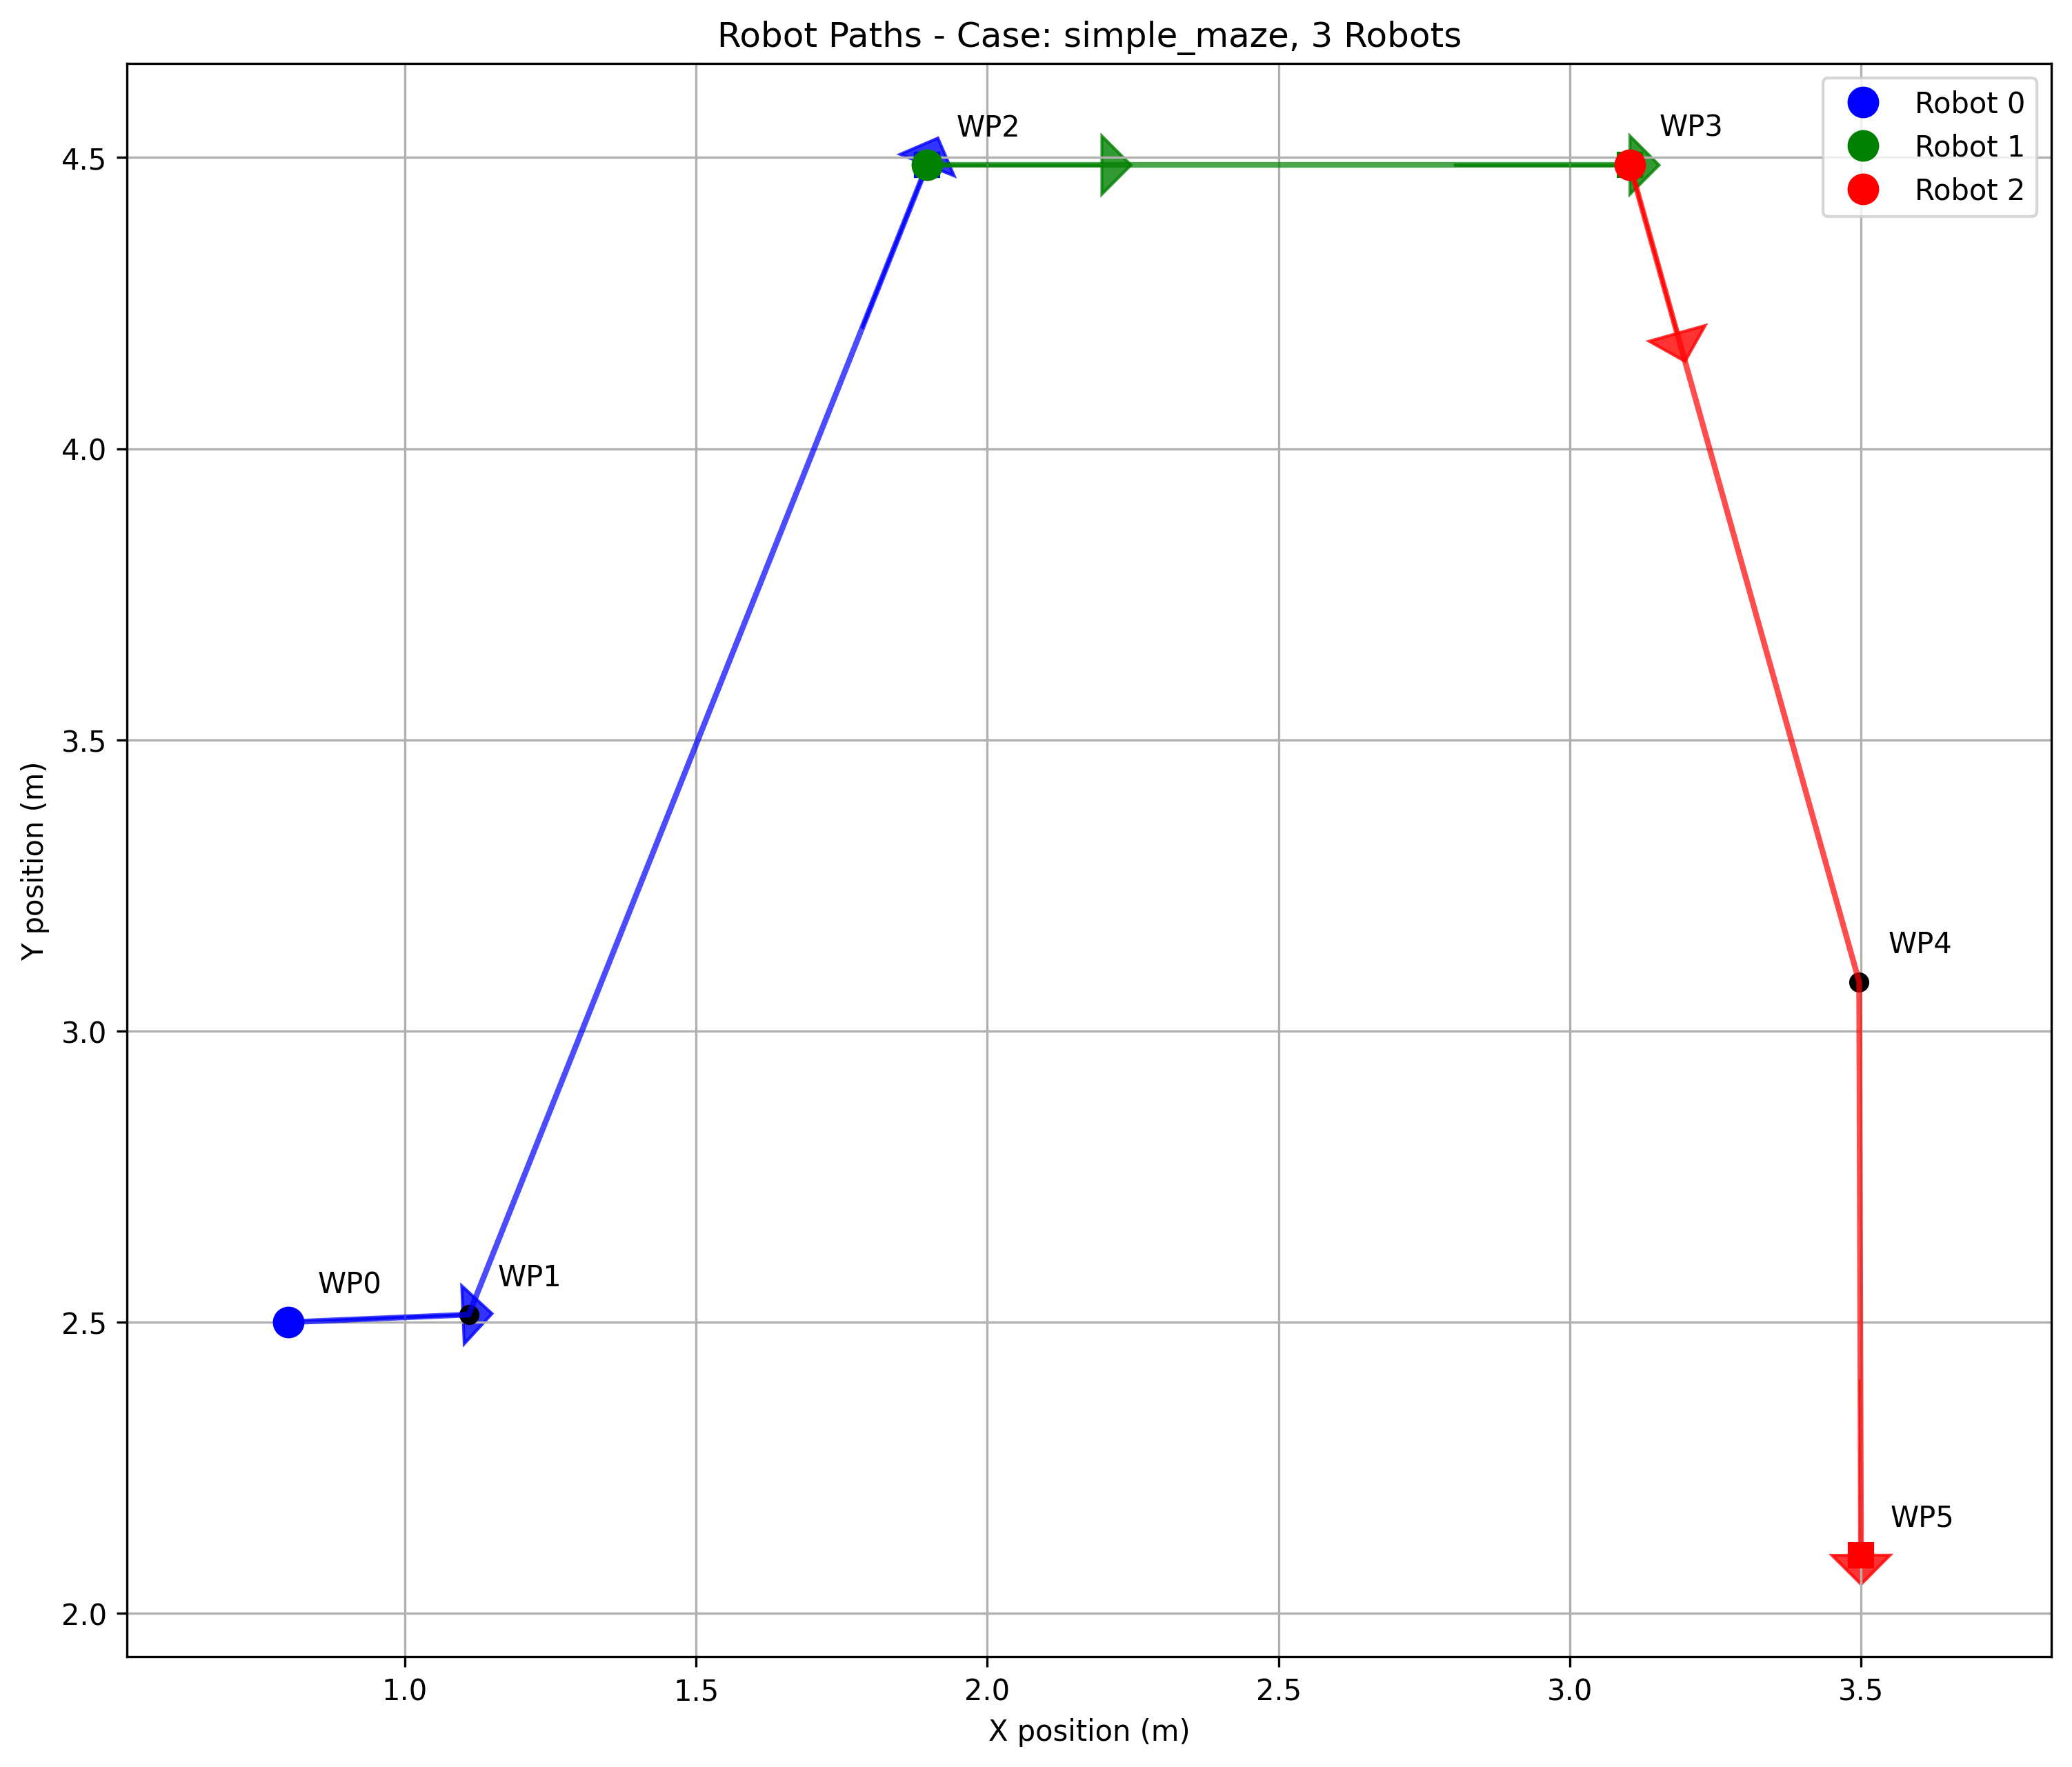 Robot Paths - Case: simple_maze, 3 Robots
Robot 0
Robot 1
Robot 2
WP2
WP3
WP4
WP0
WP1
WP5
4.5
4.0
3.5
3.0
2.5
2.0
Y position (m)
1.0
1.5
2.0
2.5
3.0
3.5
X position (m)